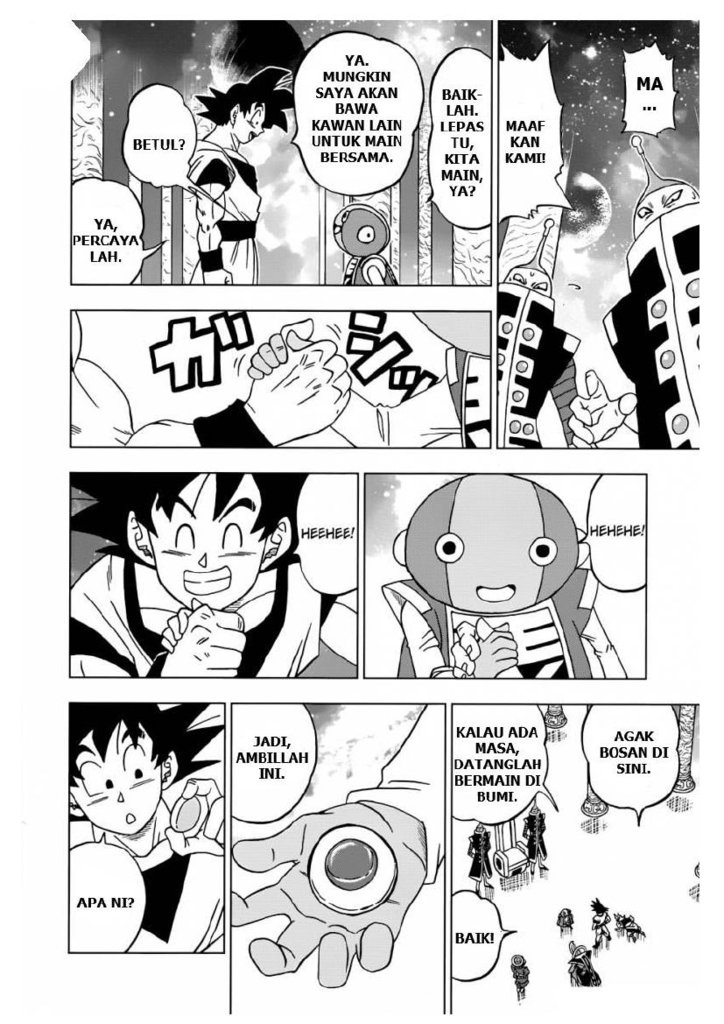 MA
...
MAAF
KAN
KAMI!
BAIK-
LAH.
LEPAS
TU,
KITA
MAIN,
YA?
YA.
MUNGKIN
SAYA AKAN
BAWA
KAWAN LAIN
UNTUK MAIN
BERSAMA.
BETUL?
YA,
PERCAYA
LAH.
ガシッ
HEHEHE!
HEEHEE!
AGAK
BOSAN DI
SINI.
KALAU ADA
MASA,
DATANGLAH
BERMAIN DI
BUMI.
BAIK!
JADI,
AMBILLAH
INI.
APA NI?